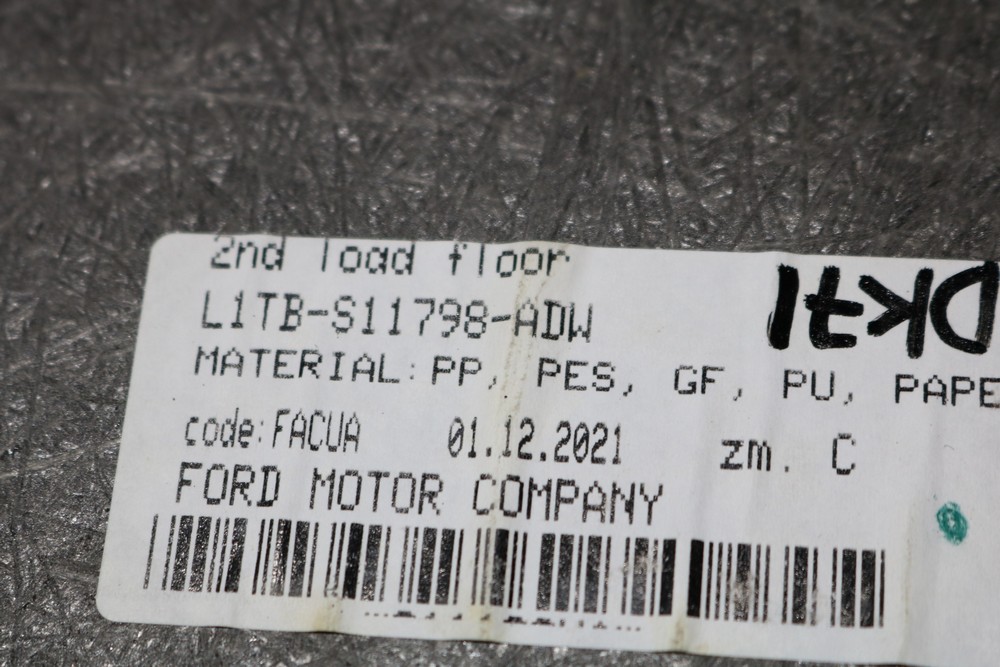 2nd load floor
L1TB-S11798-ADW
DK71
MATERIAL: PP, PES, GF, PU, PAPE
code: FACUA 01.12.2021 zm. C
FORD MOTOR COMPANY